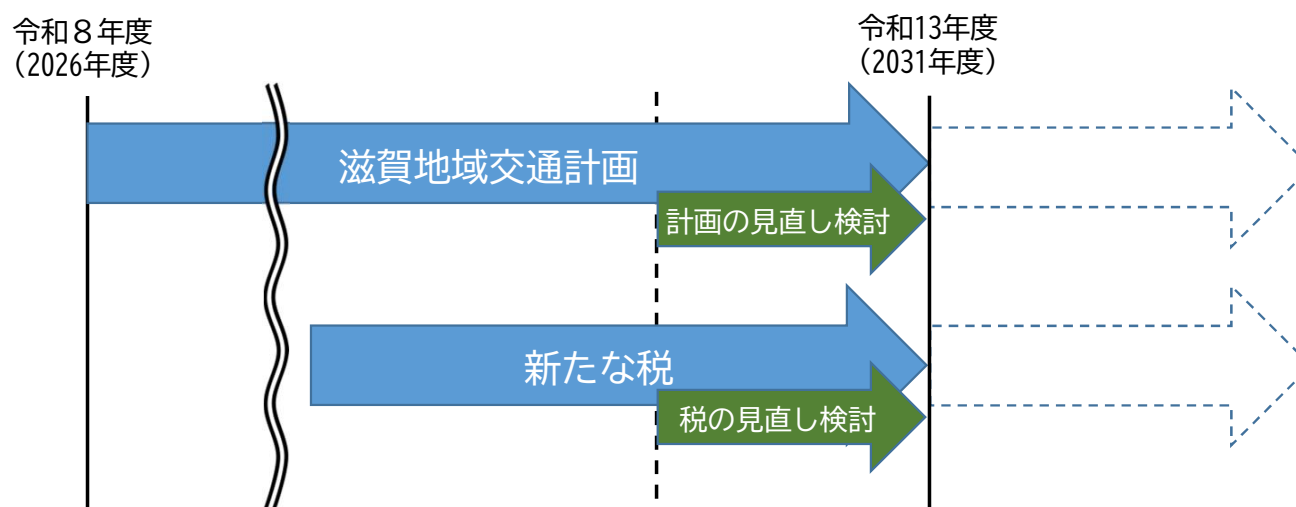 令和８年度
（2026年度）
令和13年度
（2031年度）
滋賀地域交通計画
計画の見直し検討
新たな税
税の見直し検討